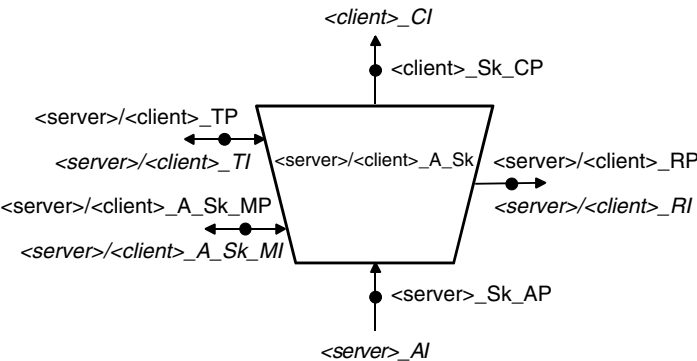 <client>_CI
<client>_Sk_CP
<server>/<client>_TP
<server>/<client>_TI
<server>/<client>_A_Sk
<server>/<client>_RP
<server>/<client>_RI
<server>/<client>_A_Sk_MP
<server>/<client>_A_Sk_MI
<server>_Sk_AP
<server>_AI